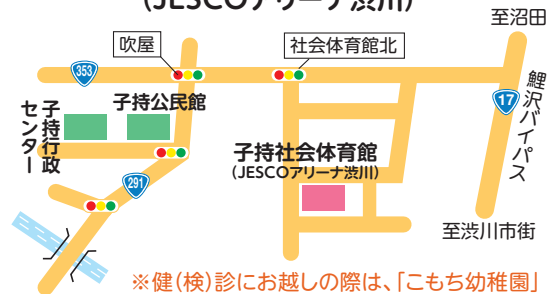 (JESCOアリーナ渋川)
至沼田
吹屋
社会体育館北
353
鯉沢バイパス
17
子持公民館
子持行政
センター
子持社会体育館
(JESCOアリーナ渋川)
291
至渋川市街
※健(検)診にお越しの際は、「こもち幼稚園」